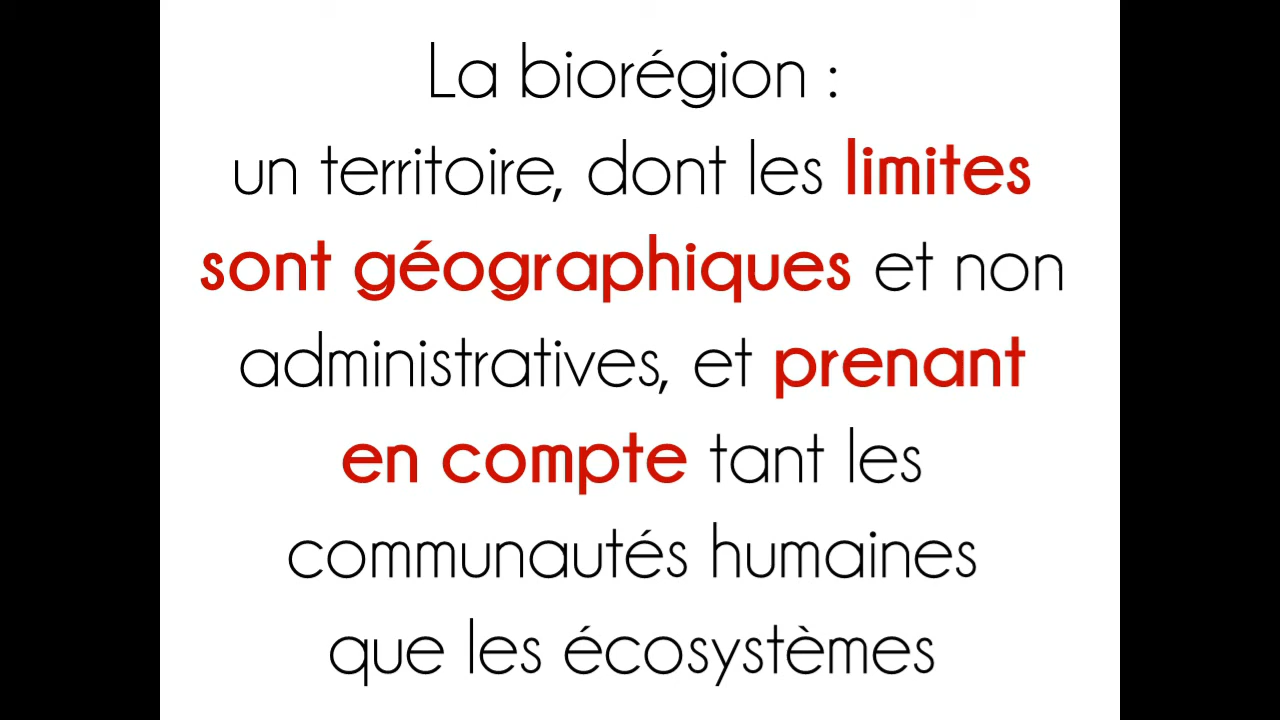 La biorégion :
un territoire, dont les limites
sont géographiques et non
administratives, et prenant
en compte tant les
communautés humaines
que les écosystèmes